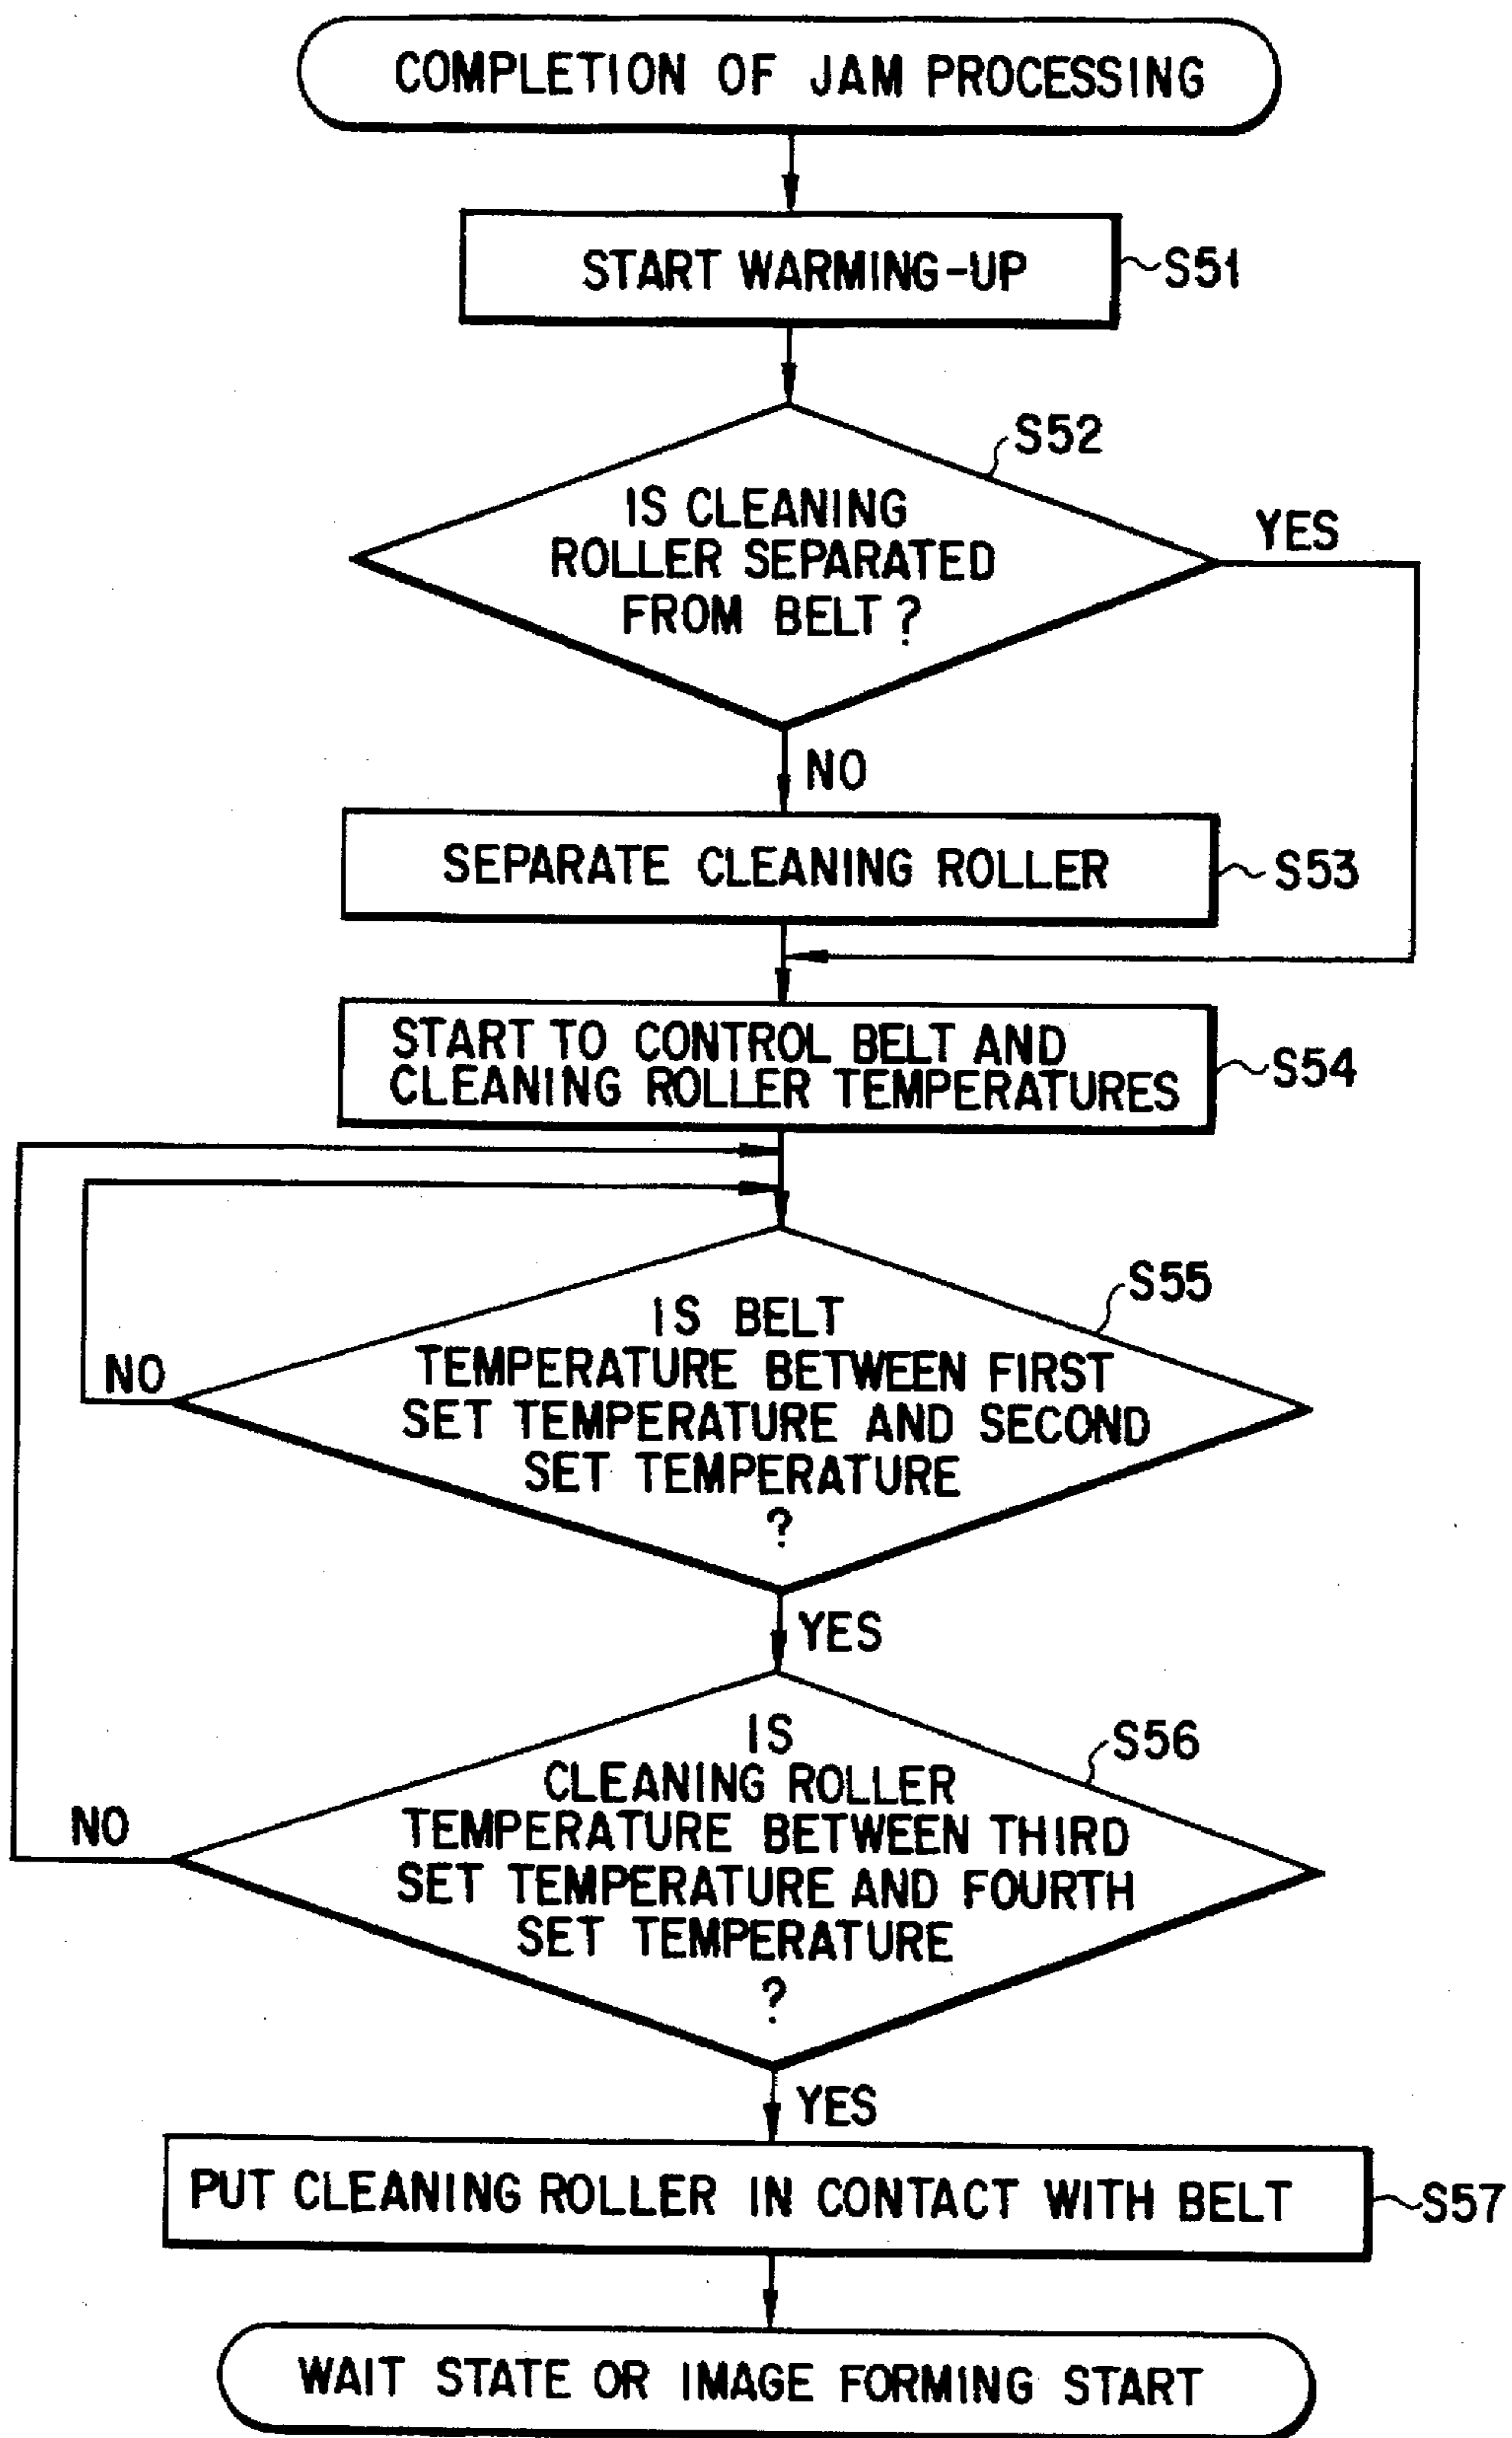 COMPLETION OF JAM PROCESSING
START WARMING-UP
S51
S52
IS CLEANING
ROLLER SEPARATED
FROM BELT?
YES
NO
SEPARATE CLEANING ROLLER
S53
START TO CONTROL BELT AND
CLEANING ROLLER TEMPERATURES
S54
S55
IS BELT
TEMPERATURE BETWEEN FIRST
SET TEMPERATURE AND SECOND
SET TEMPERATURE
?
NO
YES
S56
IS
CLEANING ROLLER
TEMPERATURE BETWEEN THIRD
SET TEMPERATURE AND FOURTH
SET TEMPERATURE
?
NO
YES
PUT CLEANING ROLLER IN CONTACT WITH BELT
S57
WAIT STATE OR IMAGE FORMING START